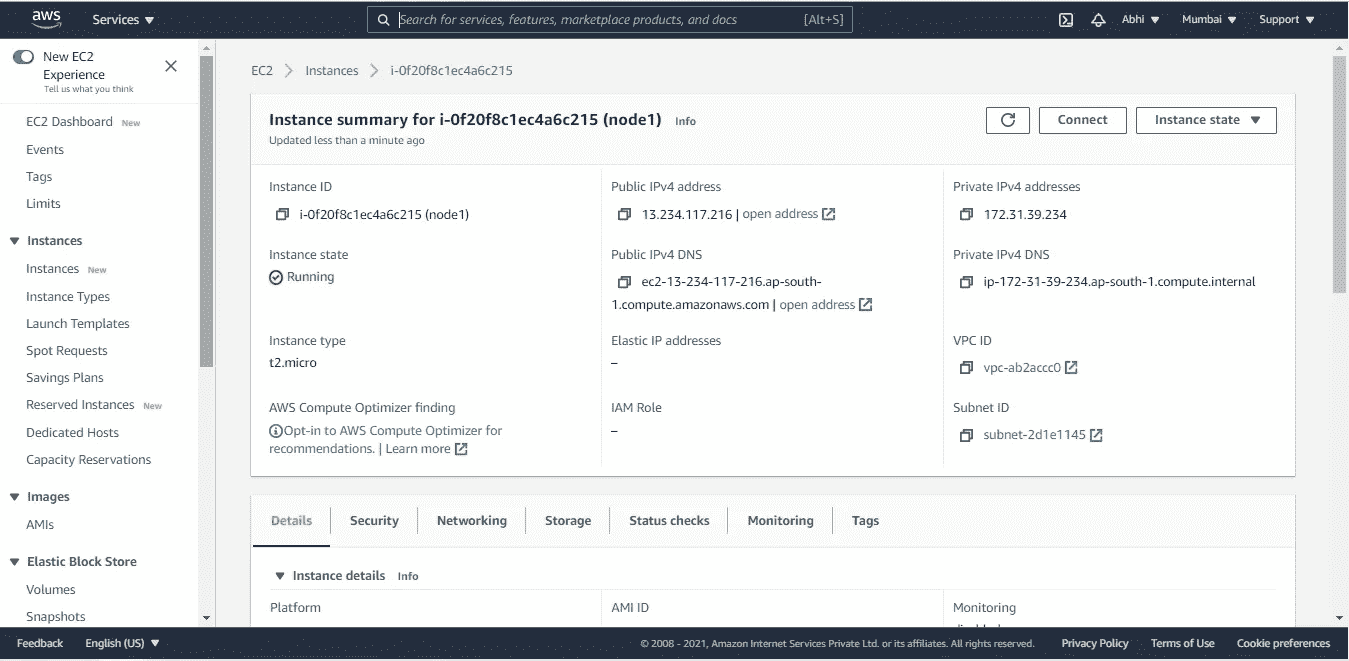 aws
Services
Search for services, features, marketplace products, and docs [Alt+S]
Abhi
Mumbai
Support
New EC2
Experience
Tell us what you think
EC2 Dashboard New
Events
Tags
Limits
Instances
Instances New
Instance Types
Launch Templates
Spot Requests
Savings Plans
Reserved Instances New
Dedicated Hosts
Capacity Reservations
Images
AMIs
Elastic Block Store
Volumes
Snapshots
EC2 Instances i-0f20f8c1ec4a6c215
Instance summary for i-0f20f8c1ec4a6c215 (node1) Info
Updated less than a minute ago
Connect
Instance state
Instance ID
i-0f20f8c1ec4a6c215 (node1)
Public IPv4 address
13.234.117.216 | open address
Private IPv4 addresses
172.31.39.234
Instance state
Running
Public IPv4 DNS
ec2-13-234-117-216.ap-south-
1.compute.amazonaws.com | open address
Private IPv4 DNS
ip-172-31-39-234.ap-south-1.compute.internal
Instance type
t2.micro
Elastic IP addresses
–
VPC ID
vpc-ab2accc0
AWS Compute Optimizer finding
Opt-in to AWS Compute Optimizer for
recommendations. | Learn more
IAM Role
–
Subnet ID
subnet-2d1e1145
Details
Security
Networking
Storage
Status checks
Monitoring
Tags
Instance details Info
Platform
AMI ID
Monitoring
Feedback
English (US)
© 2008 - 2021, Amazon Internet Services Private Ltd. or its affiliates. All rights reserved.
Privacy Policy
Terms of Use
Cookie preferences